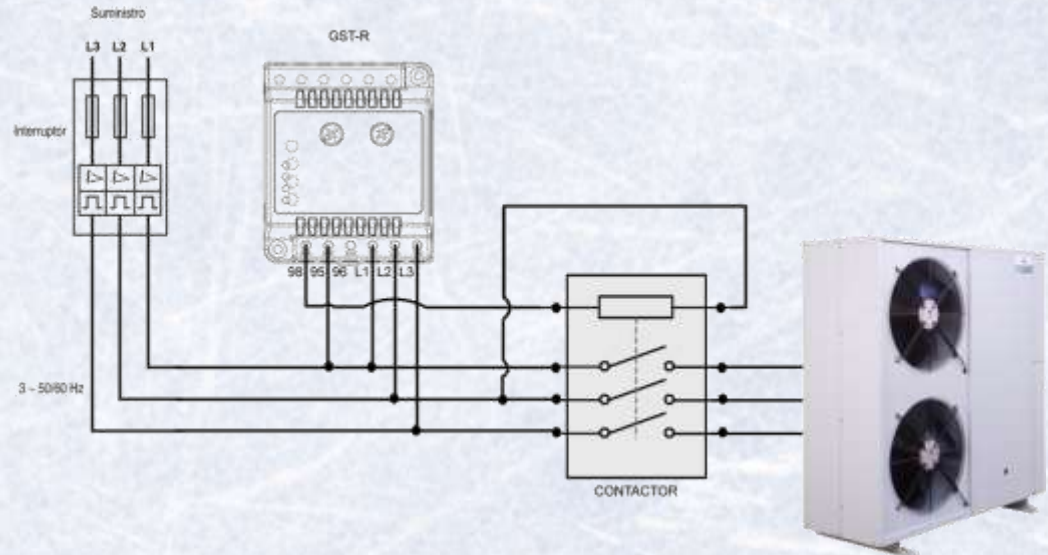 Suministro
L3 L2 L1
GST-R
Interruptor
98 95 96 L1 L2 L3
3 ~ 50/60 Hz
CONTACTOR